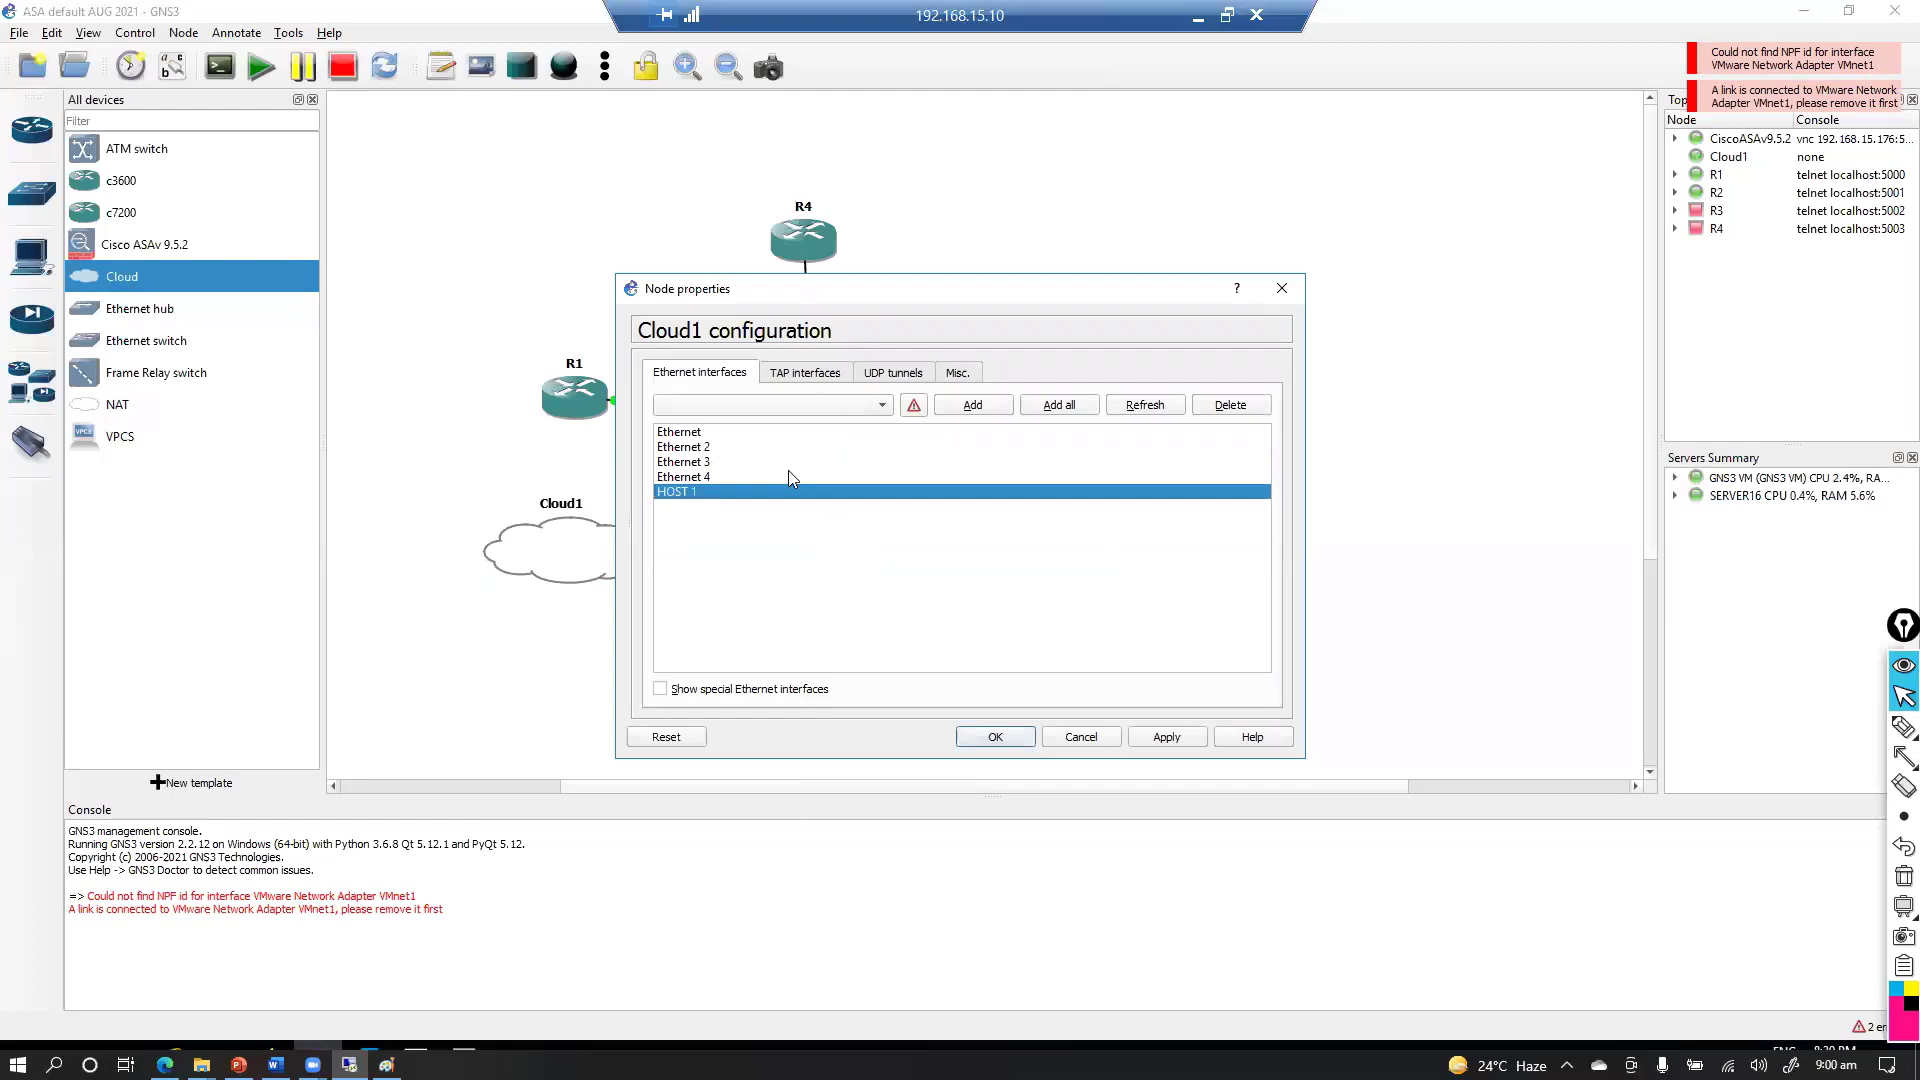 ASA default AUG 2021 - GNS3
192.168.15.10
File Edit View Control Node Annotate Tools Help
Could not find NPF id for interface
VMware Network Adapter VMnet1
A link is connected to VMware Network
Adapter VMnet1, please remove it first
All devices
Filter
ATM switch
c3600
c7200
Cisco ASAv 9.5.2
Cloud
Ethernet hub
Ethernet switch
Frame Relay switch
NAT
VPCS
VPCS
New template
R4
R1
Cloud1
Node properties
?
Cloud1 configuration
Ethernet interfaces TAP interfaces UDP tunnels Misc.
Add Add all Refresh Delete
Ethernet
Ethernet 2
Ethernet 3
Ethernet 4
HOST 1
Show special Ethernet interfaces
Reset OK Cancel Apply Help
Node Console
CiscoASAv9.5.2 vnc 192.168.15.176:5...
Cloud1 none
R1 telnet localhost:5000
R2 telnet localhost:5001
R3 telnet localhost:5002
R4 telnet localhost:5003
Servers Summary
GNS3 VM (GNS3 VM) CPU 2.4%, RA...
SERVER16 CPU 0.4%, RAM 5.6%
Console
GNS3 management console.
Running GNS3 version 2.2.12 on Windows (64-bit) with Python 3.6.8 Qt 5.12.1 and PyQt 5.12.
Copyright (c) 2006-2021 GNS3 Technologies.
Use Help -> GNS3 Doctor to detect common issues.
=> Could not find NPF id for interface VMware Network Adapter VMnet1
A link is connected to VMware Network Adapter VMnet1, please remove it first
24°C Haze
9:00 am